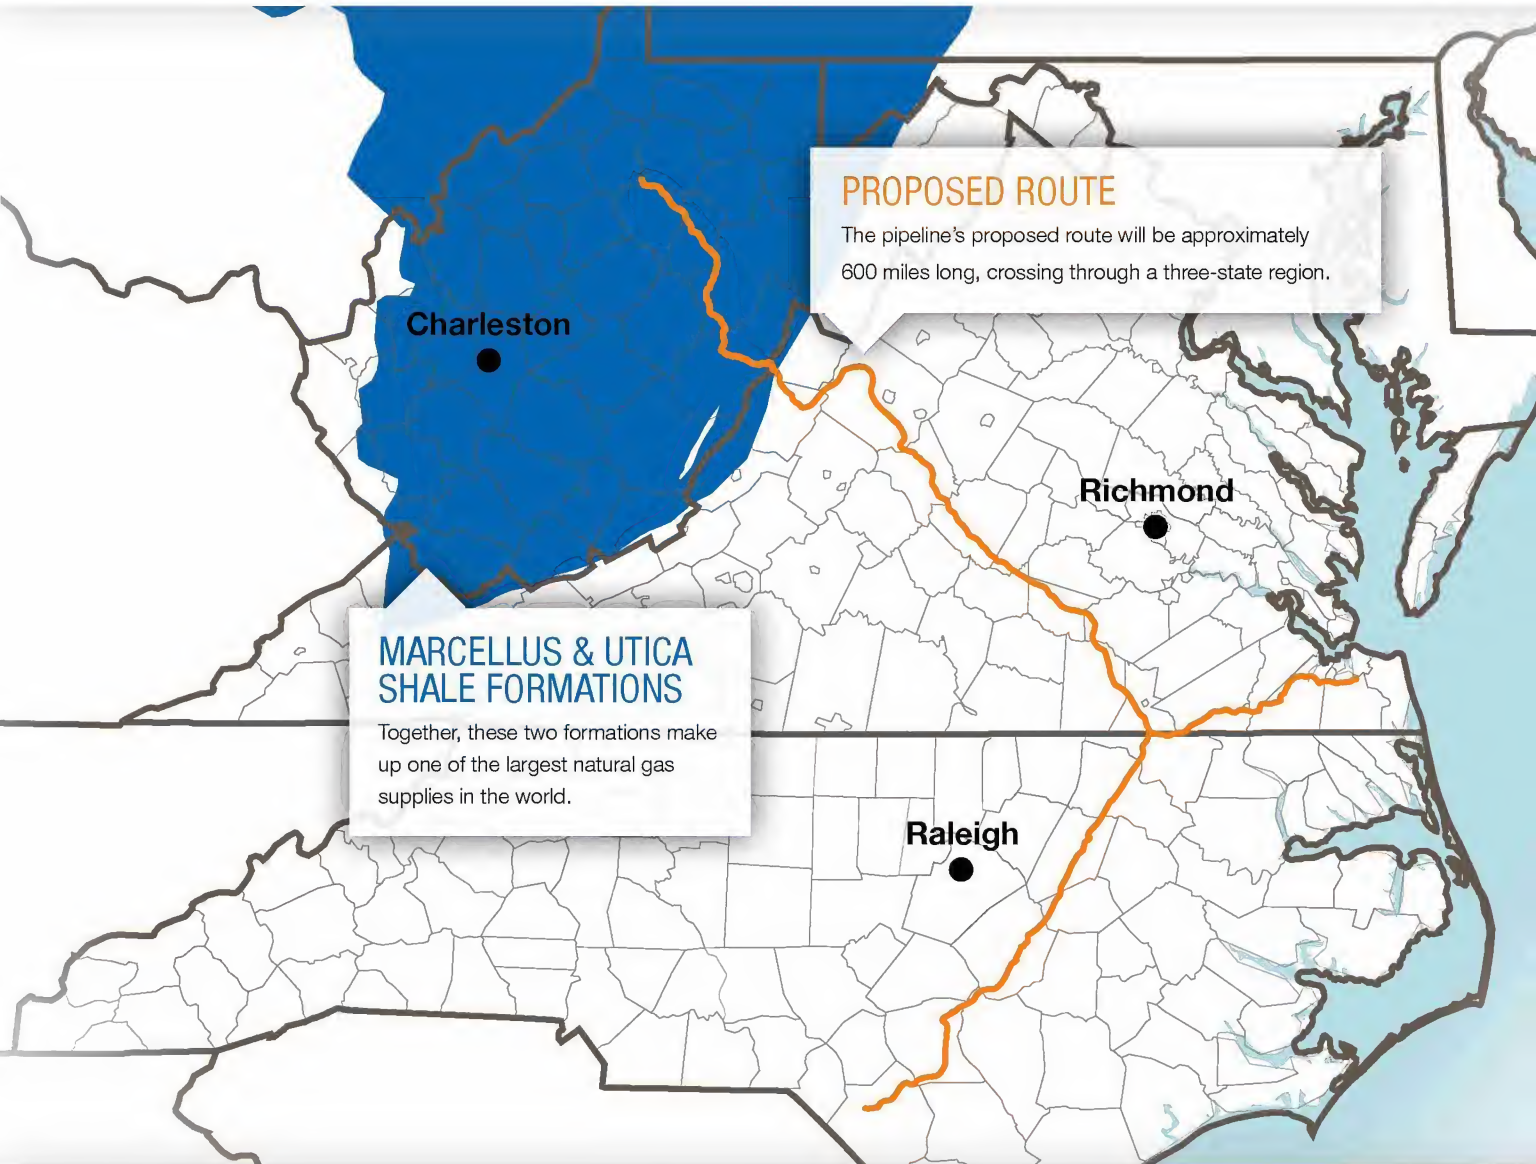 PROPOSED ROUTE
The pipeline's proposed route will be approximately
600 miles long, crossing through a three-state region.
Charleston
Richmond
MARCELLUS & UTICA
SHALE FORMATIONS
Together, these two formations make
up one of the largest natural gas
supplies in the world.
Raleigh